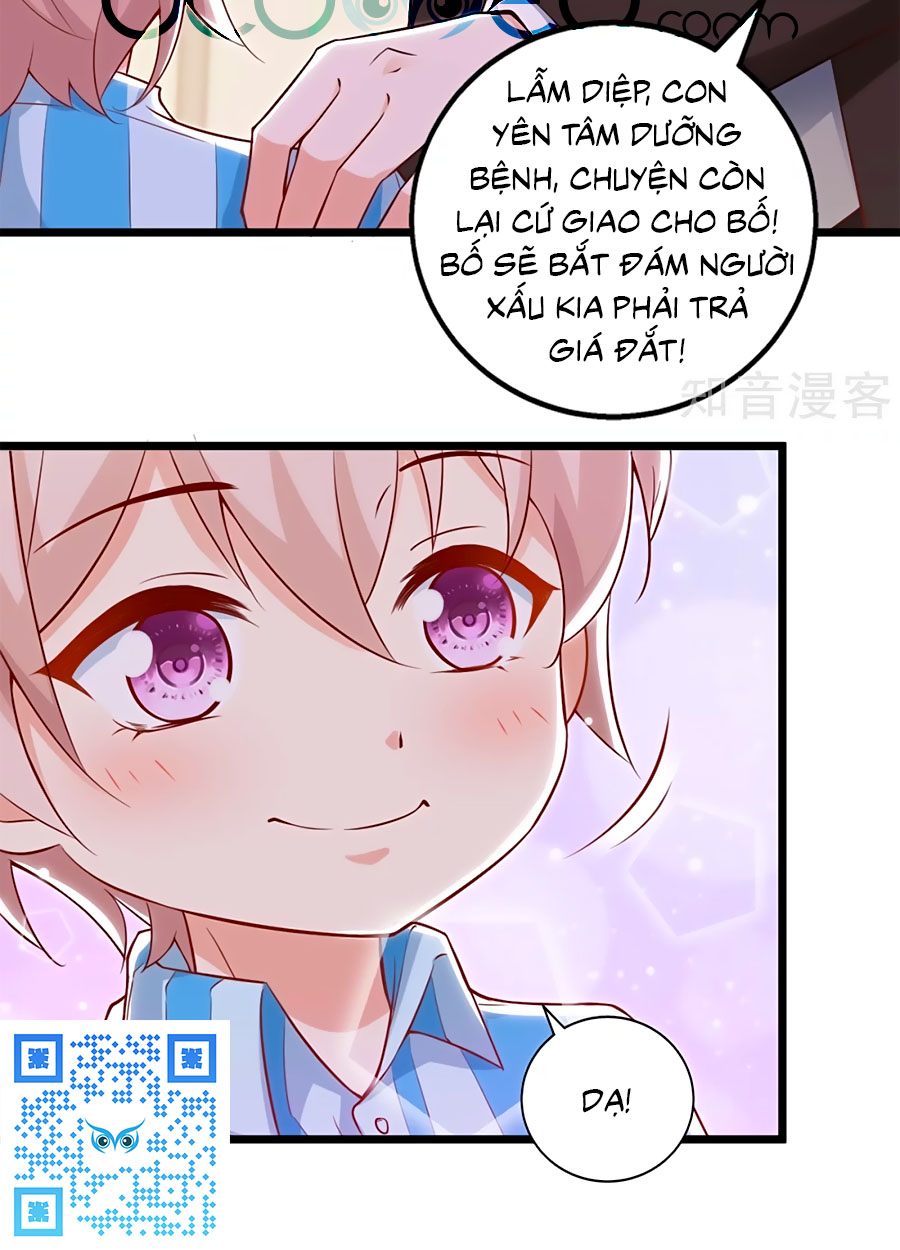 .com
LẪM DIỆP, CON
YÊN TÂM DƯỠNG
BỆNH, CHUYỆN CÒN
LẠI CỨ GIAO CHO BỐ!
BỐ SẼ BẮT ĐÁM NGƯỜI
XẤU KIA PHẢI TRẢ
GIÁ ĐẮT!
知音漫客
DẠ!